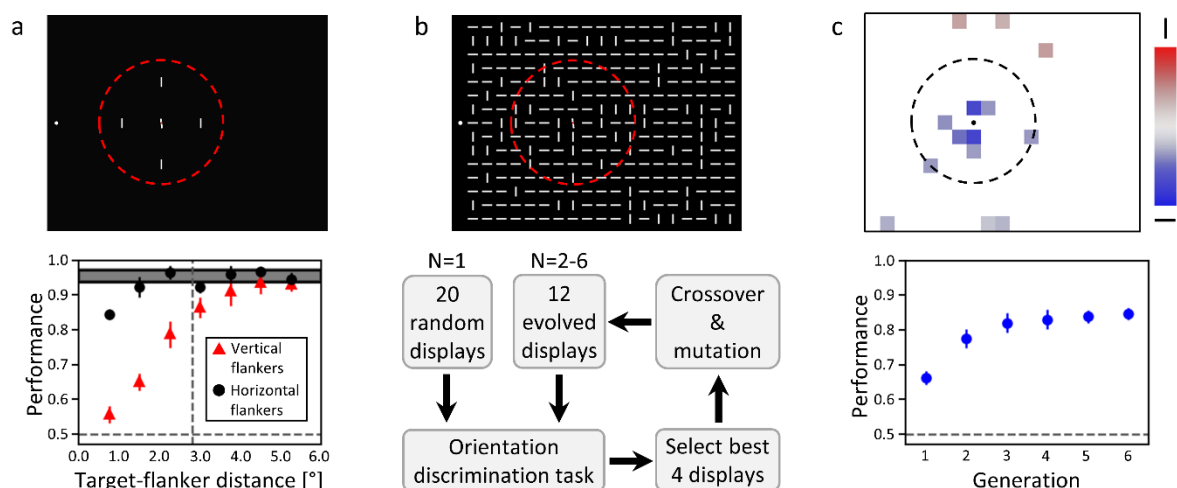 a
Performance
1.0
0.9
0.8
0.7
0.6
0.5
Vertical
flankers
Horizontal
flankers
0.0 1.0 2.0 3.0 4.0 5.0 6.0
Target-flanker distance [°]
b
N=1
20
random
displays
N=2-6
12
evolved
displays
Crossover
&
mutation
Orientation
discrimination task
Select best
4 displays
c
Performance
1.0
0.9
0.8
0.7
0.6
0.5
1 2 3 4 5 6
Generation